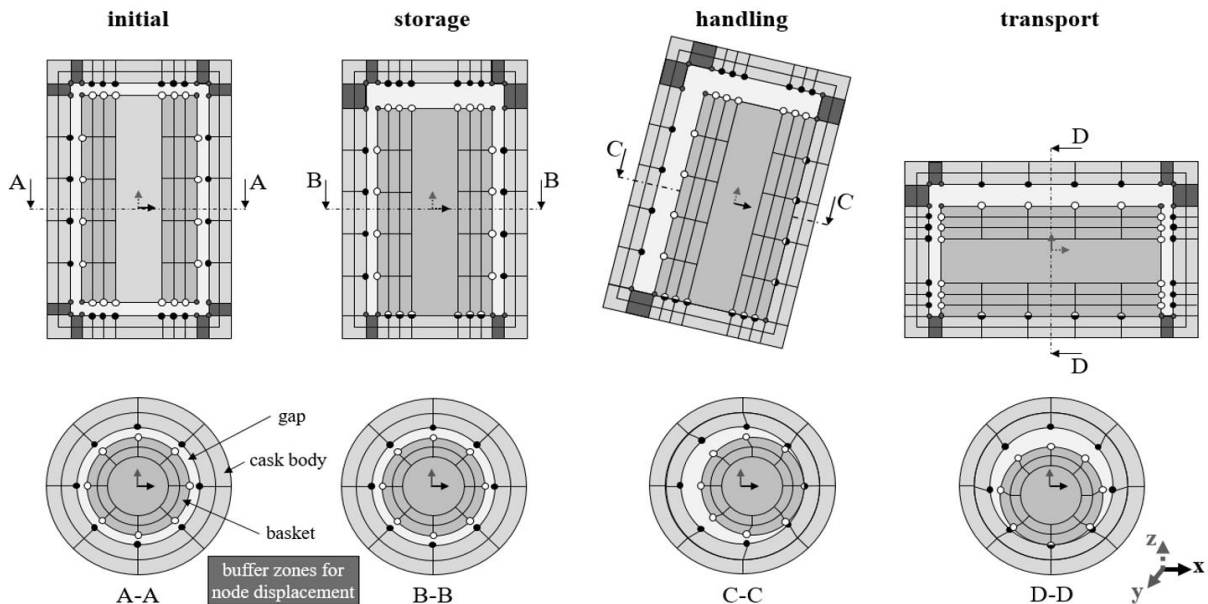 initial
storage
handling
transport
A
A
B
B
C
C
D
D
gap
cask body
basket
buffer zones for
node displacement
A-A
B-B
C-C
D-D
z
x
y